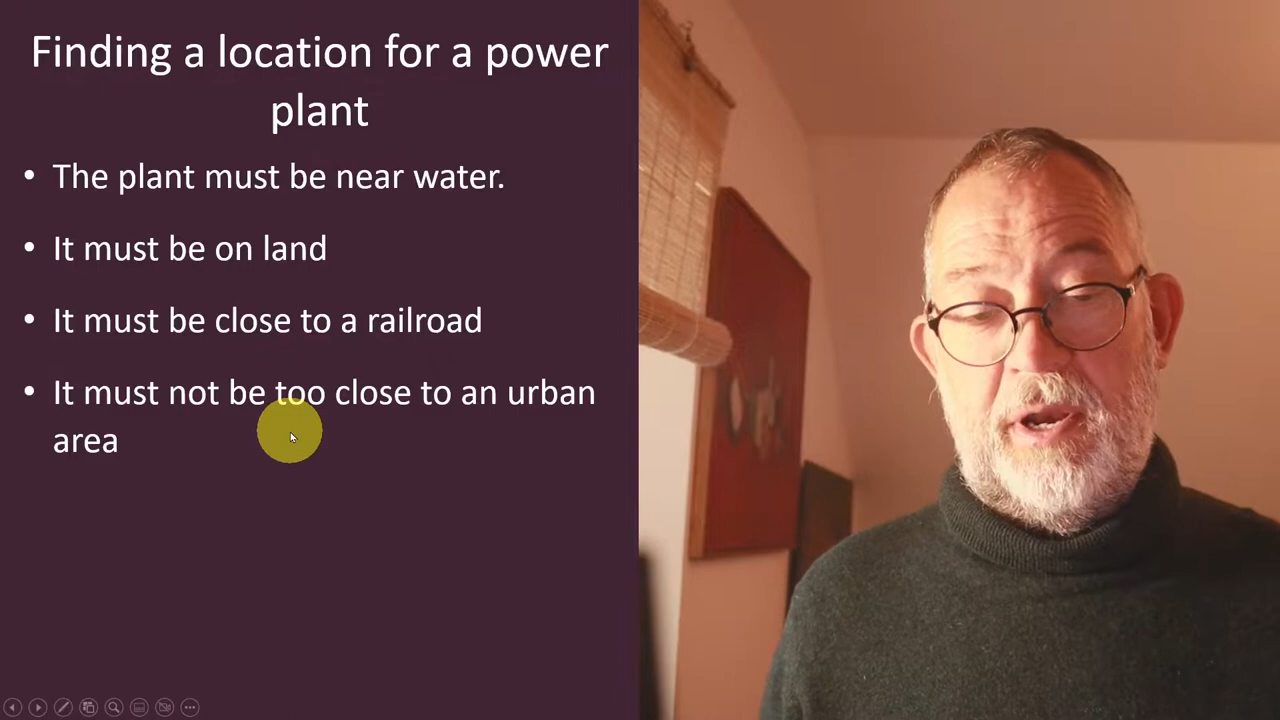 Finding a location for a power
plant
• The plant must be near water.
• It must be on land
• It must be close to a railroad
• It must not be too close to an urban
area